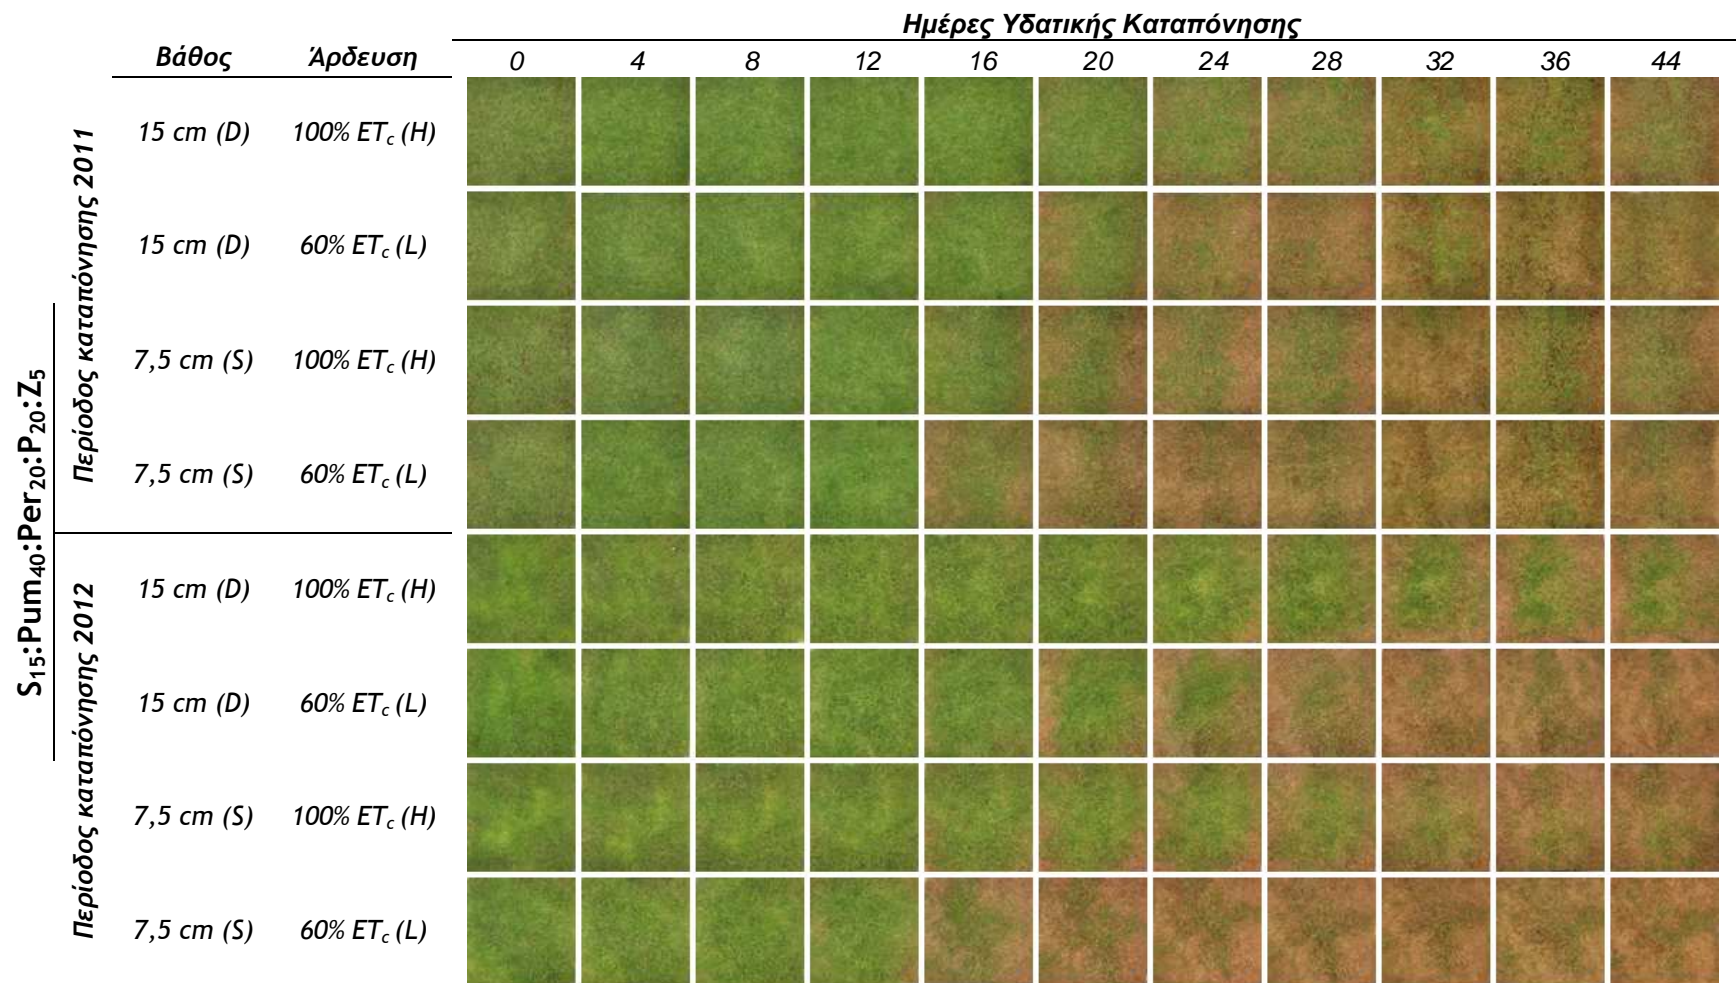 Ημέρες Υδατικής Καταπόνησης
Βάθος Άρδευση 0 4 8 12 16 20 24 28 32 36 44
S₁₅:Pum₄₀:Per₂₀:P₂₀:Z₅
Περίοδος καταπόνησης 2011
15 cm (D) 100% ETc (H)
15 cm (D) 60% ETc (L)
7,5 cm (S) 100% ETc (H)
7,5 cm (S) 60% ETc (L)
Περίοδος καταπόνησης 2012
15 cm (D) 100% ETc (H)
15 cm (D) 60% ETc (L)
7,5 cm (S) 100% ETc (H)
7,5 cm (S) 60% ETc (L)